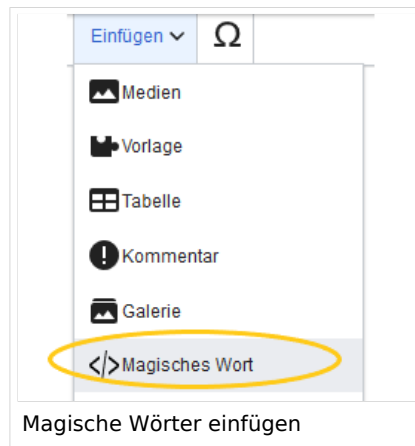 Einfügen Ω
Medien
Vorlage
Tabelle
Kommentar
Galerie
</>Magisches Wort
Magische Wörter einfügen